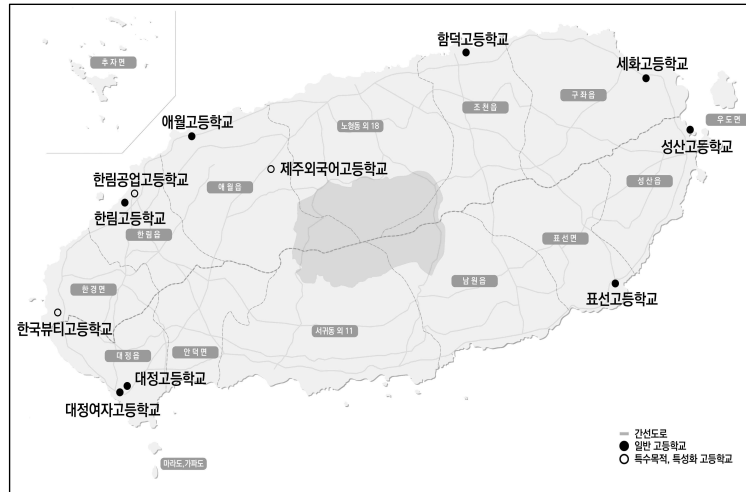 함덕고등학교
세화고등학교
추자면
구좌읍
조천읍
우도면
애월고등학교
노형동 외 18
성산고등학교
제주외국어고등학교
한림공업고등학교
애월읍
성산읍
한림고등학교
한림읍
표선면
남원읍
한경면
표선고등학교
한국뷰티고등학교
서귀동 외 11
대정읍
안덕면
대정고등학교
대정여자고등학교
마라도,가파도
간선도로
일반 고등학교
특수목적, 특성화 고등학교